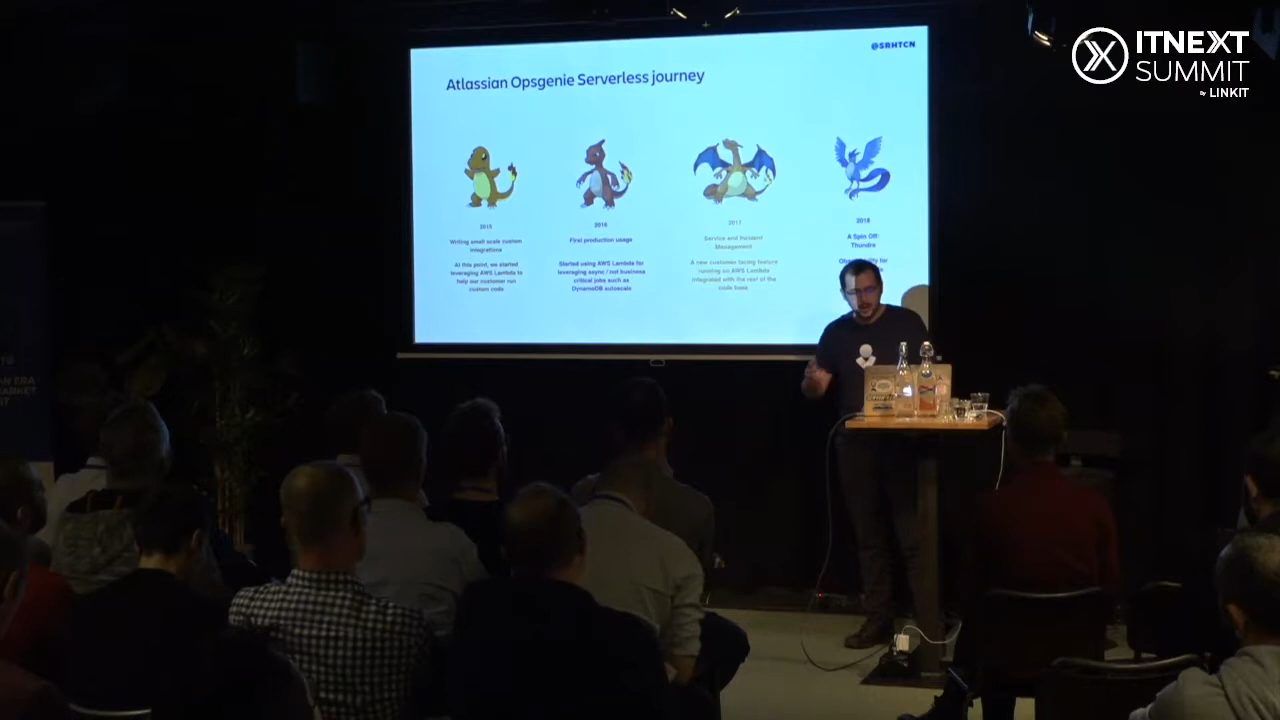 @SRHTCN
ITNEXT
SUMMIT
By LINKIT
Atlassian Opsgenie Serverless journey
2015
Writing small scale custom
integrations
At this point, we started
leveraging AWS Lambda to
help our customer run
custom code
2016
First production usage
Started using AWS Lambda for
leveraging async / not business
critical jobs such as
DynamoDB autoscale
2017
Service and Incident
Management
A new customer facing feature
running on AWS Lambda
integrated with the rest of the
code base
2018
A Spin Off:
Thundra
for